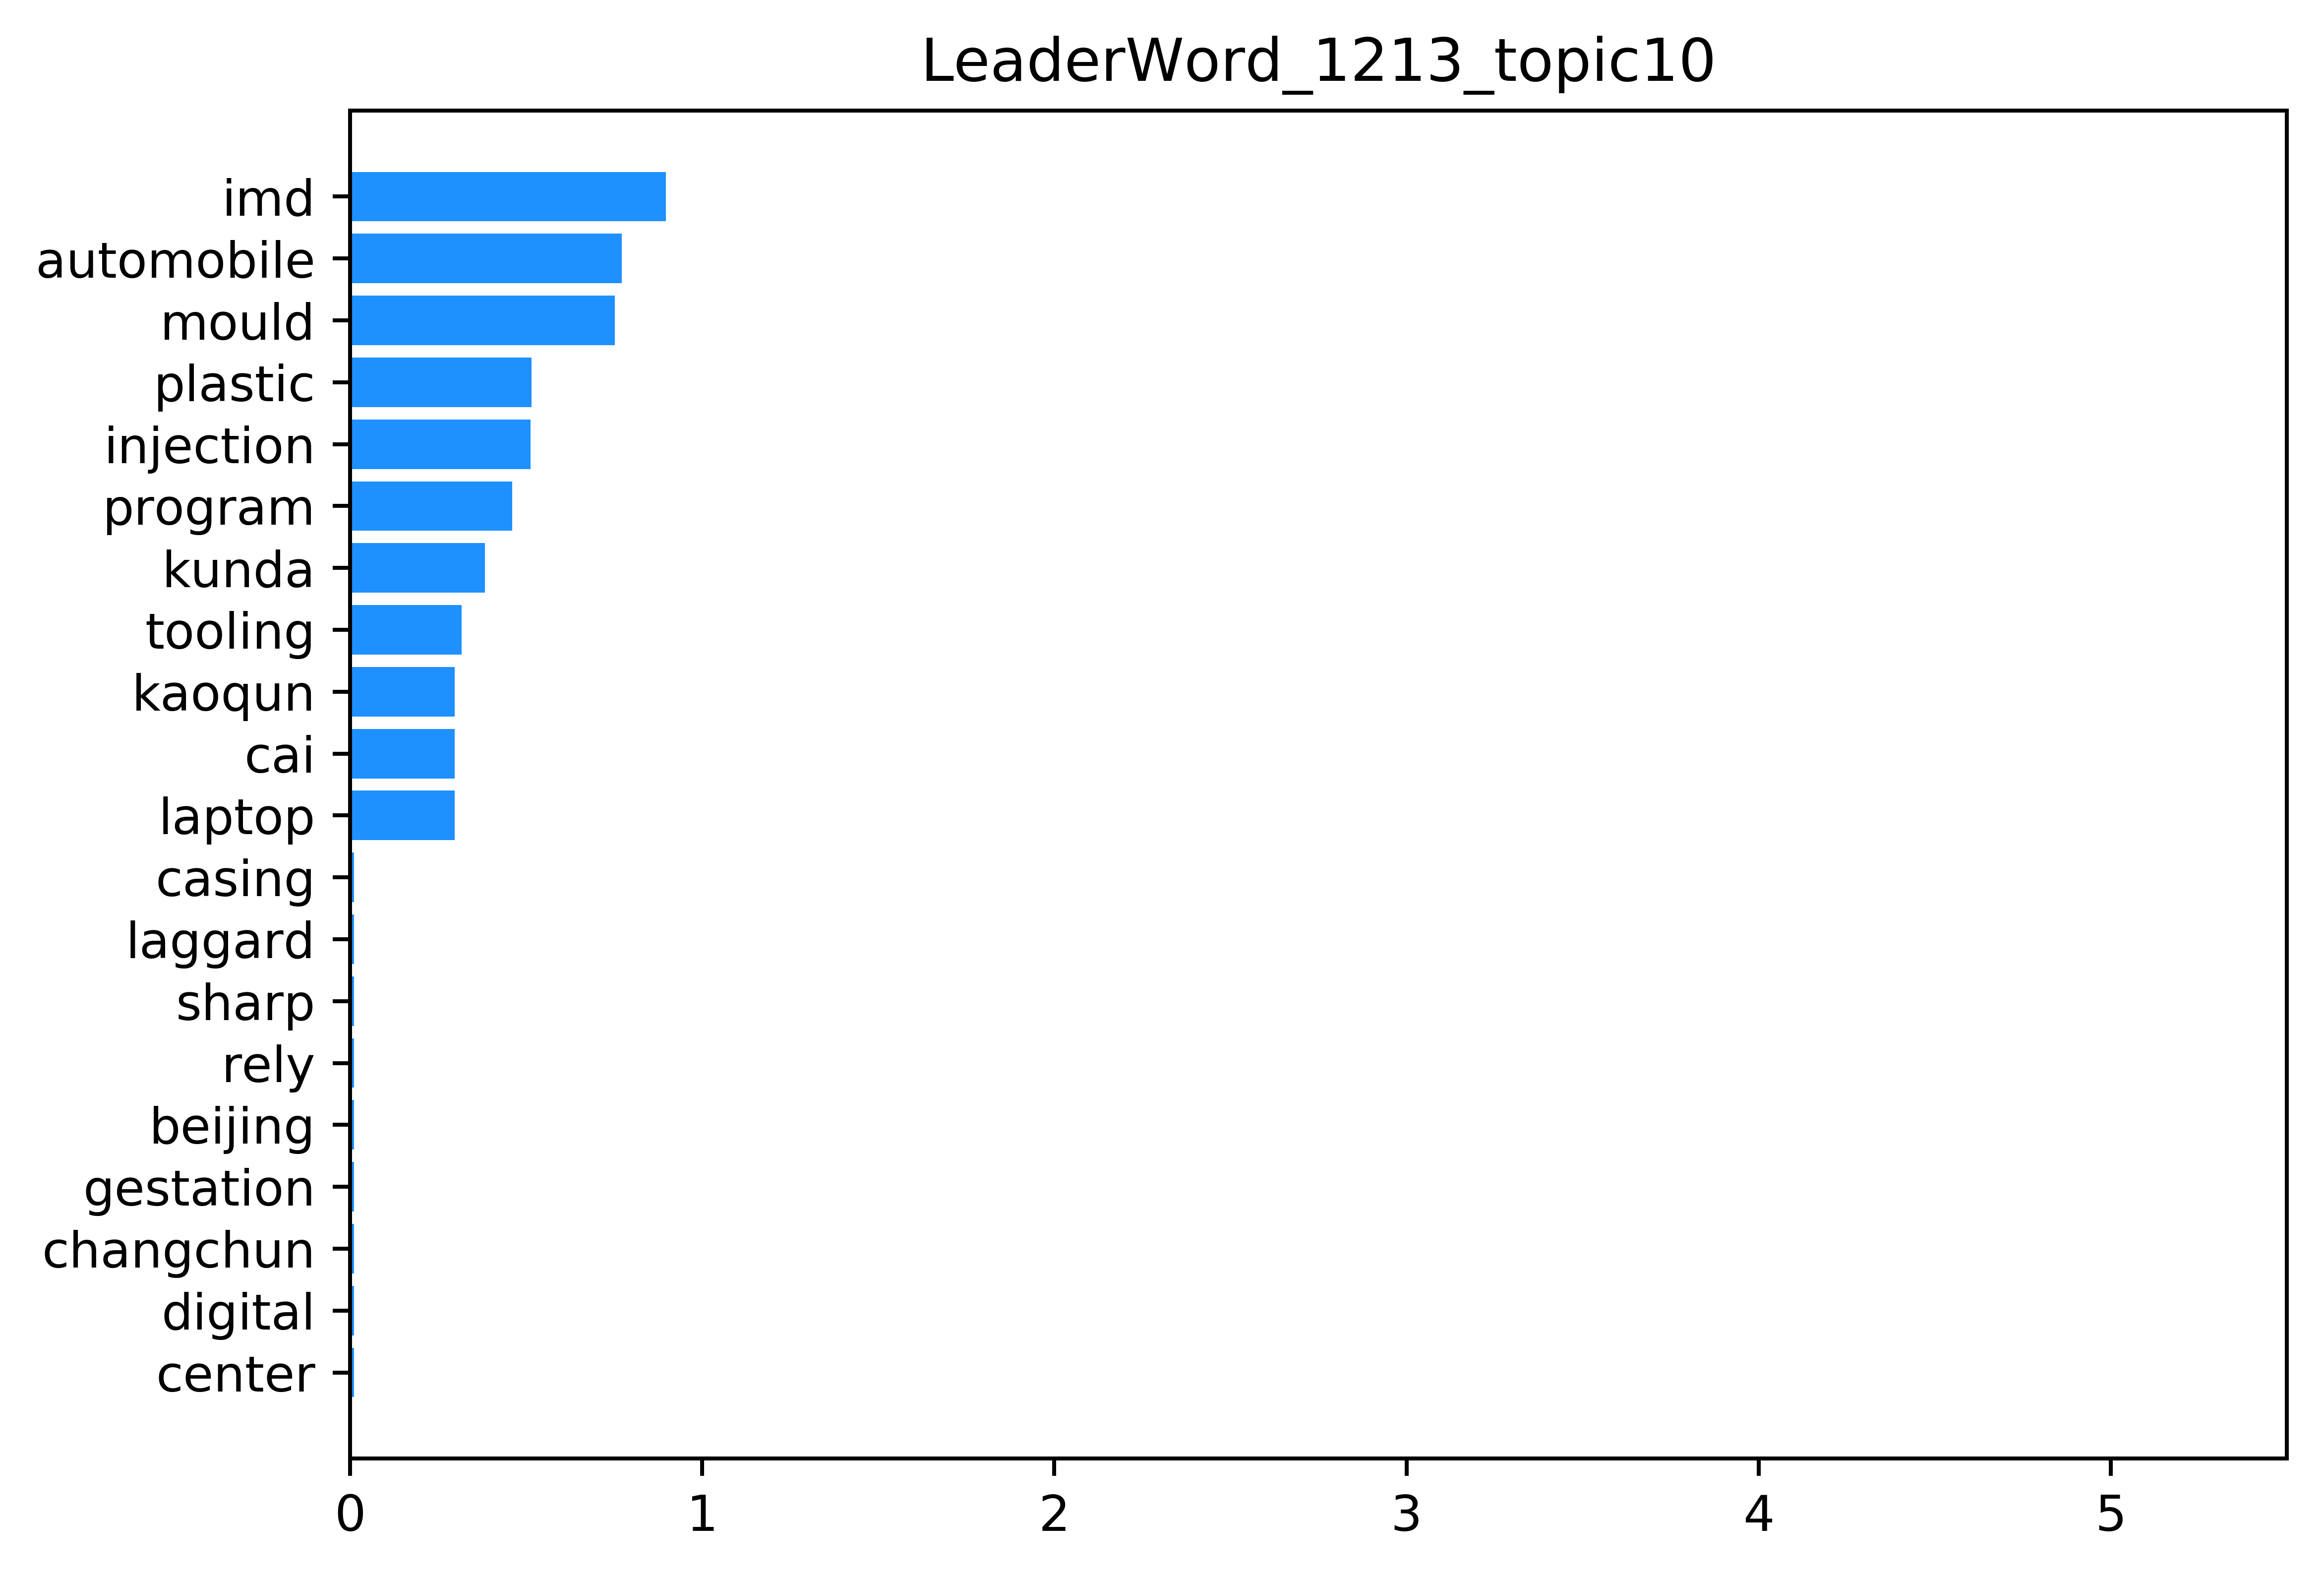 LeaderWord_1213_topic10
imd
automobile
mould
plastic
injection
program
kunda
tooling
kaoqun
cai
laptop
casing
laggard
sharp
rely
beijing
gestation
changchun
digital
center
0 1 2 3 4 5